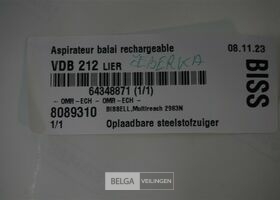 Aspirateur balai rechargeable 08.11.23
VDB 212 LIER
64348871 (1/1)
- OMR -ECH - - OMR-ECH -
8089310 BISSELL,Multireach 2983N
1/1 Oplaadbare steelstofzuiger
BISS
BELGA VEILINGEN